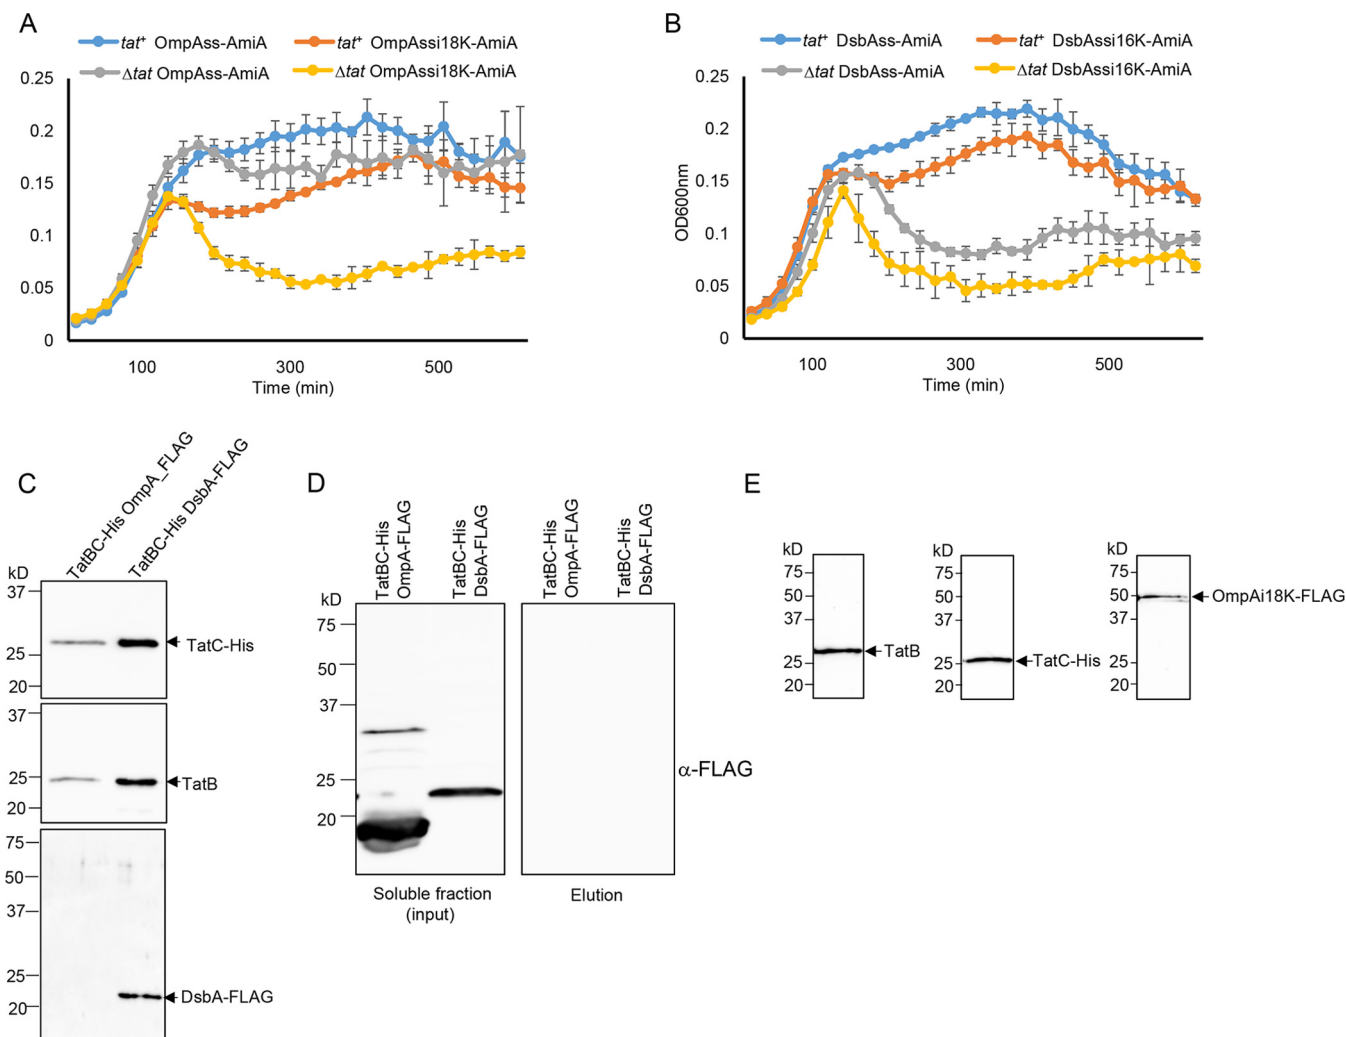 A
tat⁺ OmpAss-AmiA
tat⁺ OmpAssi18K-AmiA
Δtat OmpAss-AmiA
Δtat OmpAssi18K-AmiA
0.25
0.2
0.15
0.1
0.05
0
100
300
500
Time (min)
B
tat⁺ DsbAss-AmiA
tat⁺ DsbAssi16K-AmiA
Δtat DsbAss-AmiA
Δtat DsbAssi16K-AmiA
OD600nm
0.25
0.2
0.15
0.1
0.05
0
100
300
500
Time (min)
C
TatBC-His OmpA_FLAG
TatBC-His DsbA-FLAG
kD
37
25
20
TatC-His
37
25
20
TatB
75
50
37
25
20
DsbA-FLAG
D
TatBC-His
OmpA-FLAG
TatBC-His
DsbA-FLAG
TatBC-His
OmpA-FLAG
TatBC-His
DsbA-FLAG
kD
75
50
37
25
20
α-FLAG
Soluble fraction
(input)
Elution
E
kD
75
50
37
25
20
TatB
kD
75
50
37
25
20
TatC-His
kD
75
50
37
25
20
OmpAi18K-FLAG